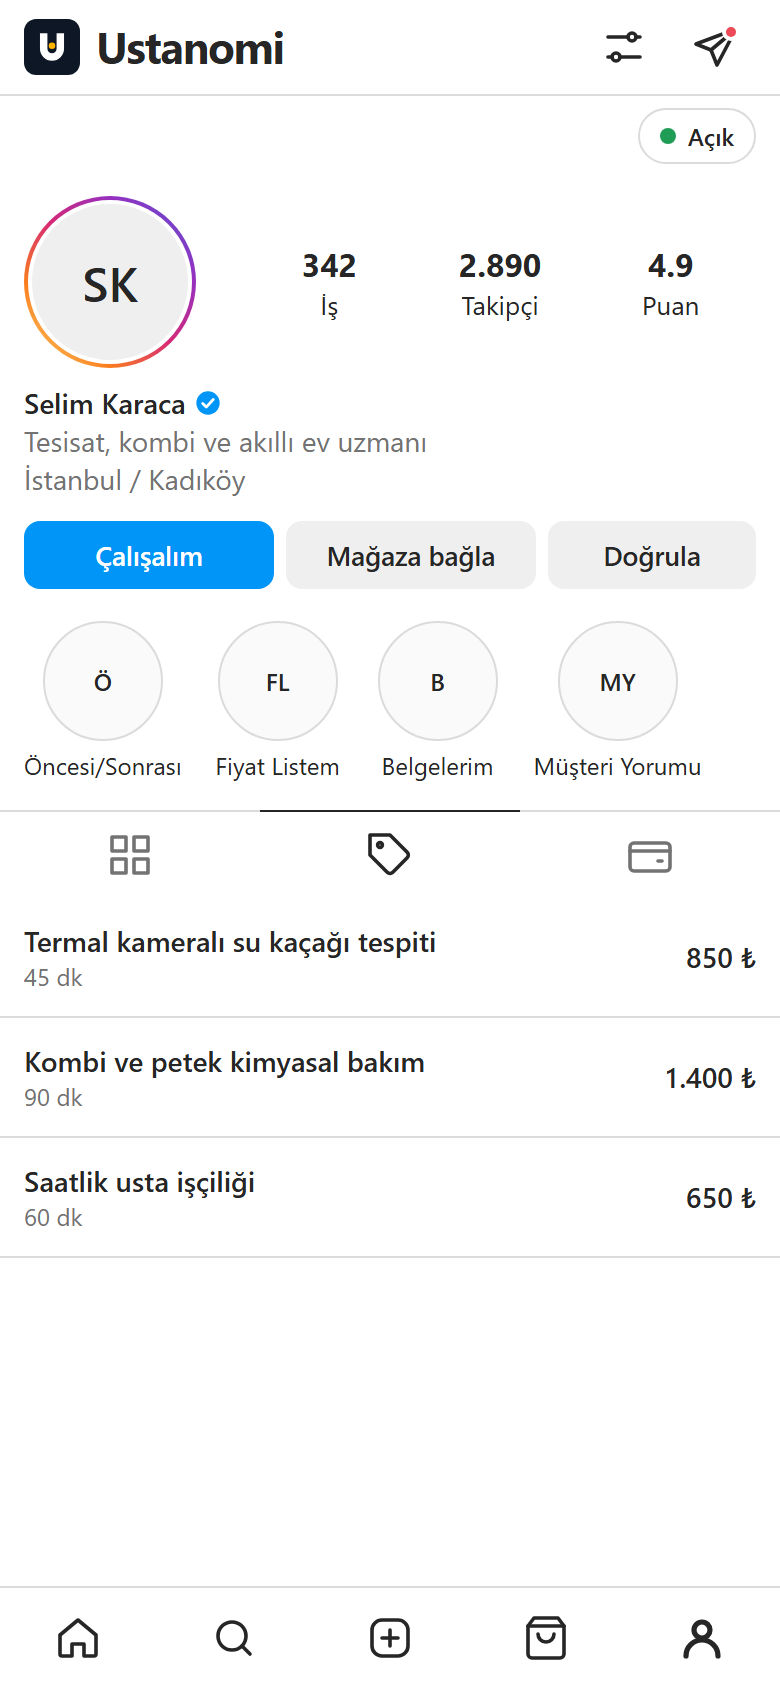 Ustanomi
Açık
SK
342
İş
2.890
Takipçi
4.9
Puan
Selim Karaca
Tesisat, kombi ve akıllı ev uzmanı
İstanbul / Kadıköy
Çalışalım
Mağaza bağla
Doğrula
Ö
Öncesi/Sonrası
FL
Fiyat Listem
B
Belgelerim
MY
Müşteri Yorumu
Termal kameralı su kaçağı tespiti
45 dk
850 ₺
Kombi ve petek kimyasal bakım
90 dk
1.400 ₺
Saatlik usta işçiliği
60 dk
650 ₺